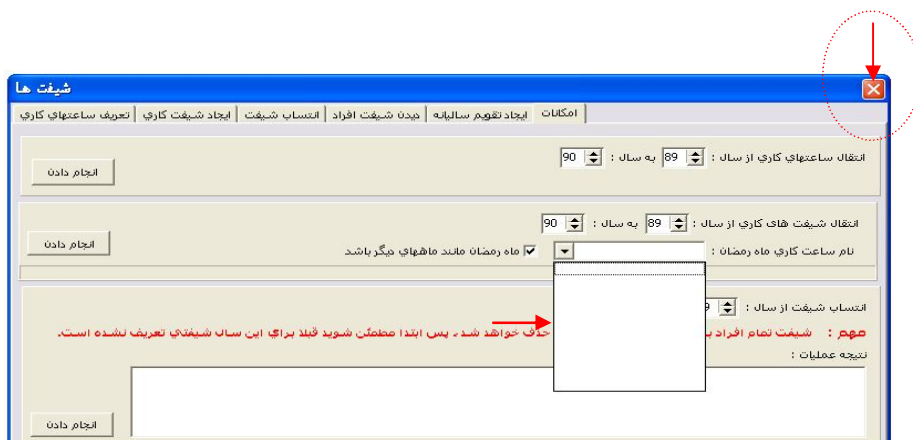 شیفت ها
تعریف ساعتهاي کاري | ایجاد شیفت کاري | انتساب شیفت | دیدن شیفت افراد | ایجاد تقویم سالیانه | امکانات
انتقال ساعتهاي کاري از سال : 89 به سال : 90
انجام دادن
انتقال شیفت هاي کاري از سال : 89 به سال : 90
نام ساعت کاري ماه رمضان : ماه رمضان مانند ماههاي دیگر باشد
انجام دادن
انتساب شیفت از سال :
مهم : شیفت تمام افراد حذف خواهد شد . پس ابتدا مطمئن شوید قبلا براي این سال شیفتي تعریف نشده است.
نتیجه عملیات :
انجام دادن